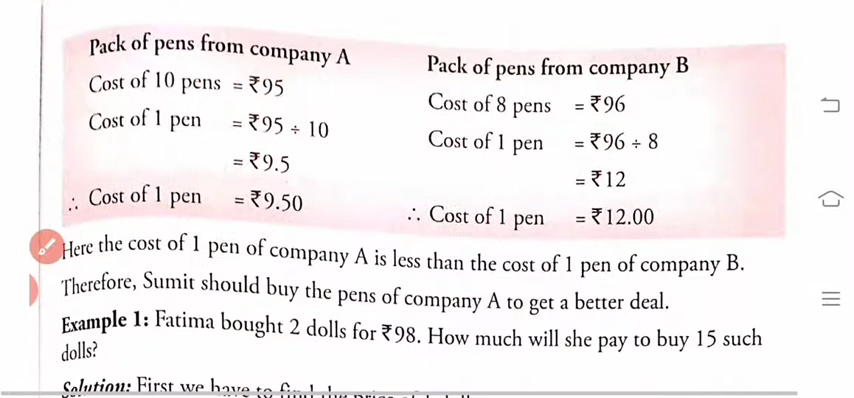 Pack of pens from company A
Cost of 10 pens = ₹95
Cost of 1 pen = ₹95 ÷ 10
= ₹9.5
∴ Cost of 1 pen = ₹9.50
Pack of pens from company B
Cost of 8 pens = ₹96
Cost of 1 pen = ₹96 ÷ 8
= ₹12
∴ Cost of 1 pen = ₹12.00
Here the cost of 1 pen of company A is less than the cost of 1 pen of company B.
Therefore, Sumit should buy the pens of company A to get a better deal.
Example 1: Fatima bought 2 dolls for ₹98. How much will she pay to buy 15 such
dolls?
Solution: First we have to find the price of